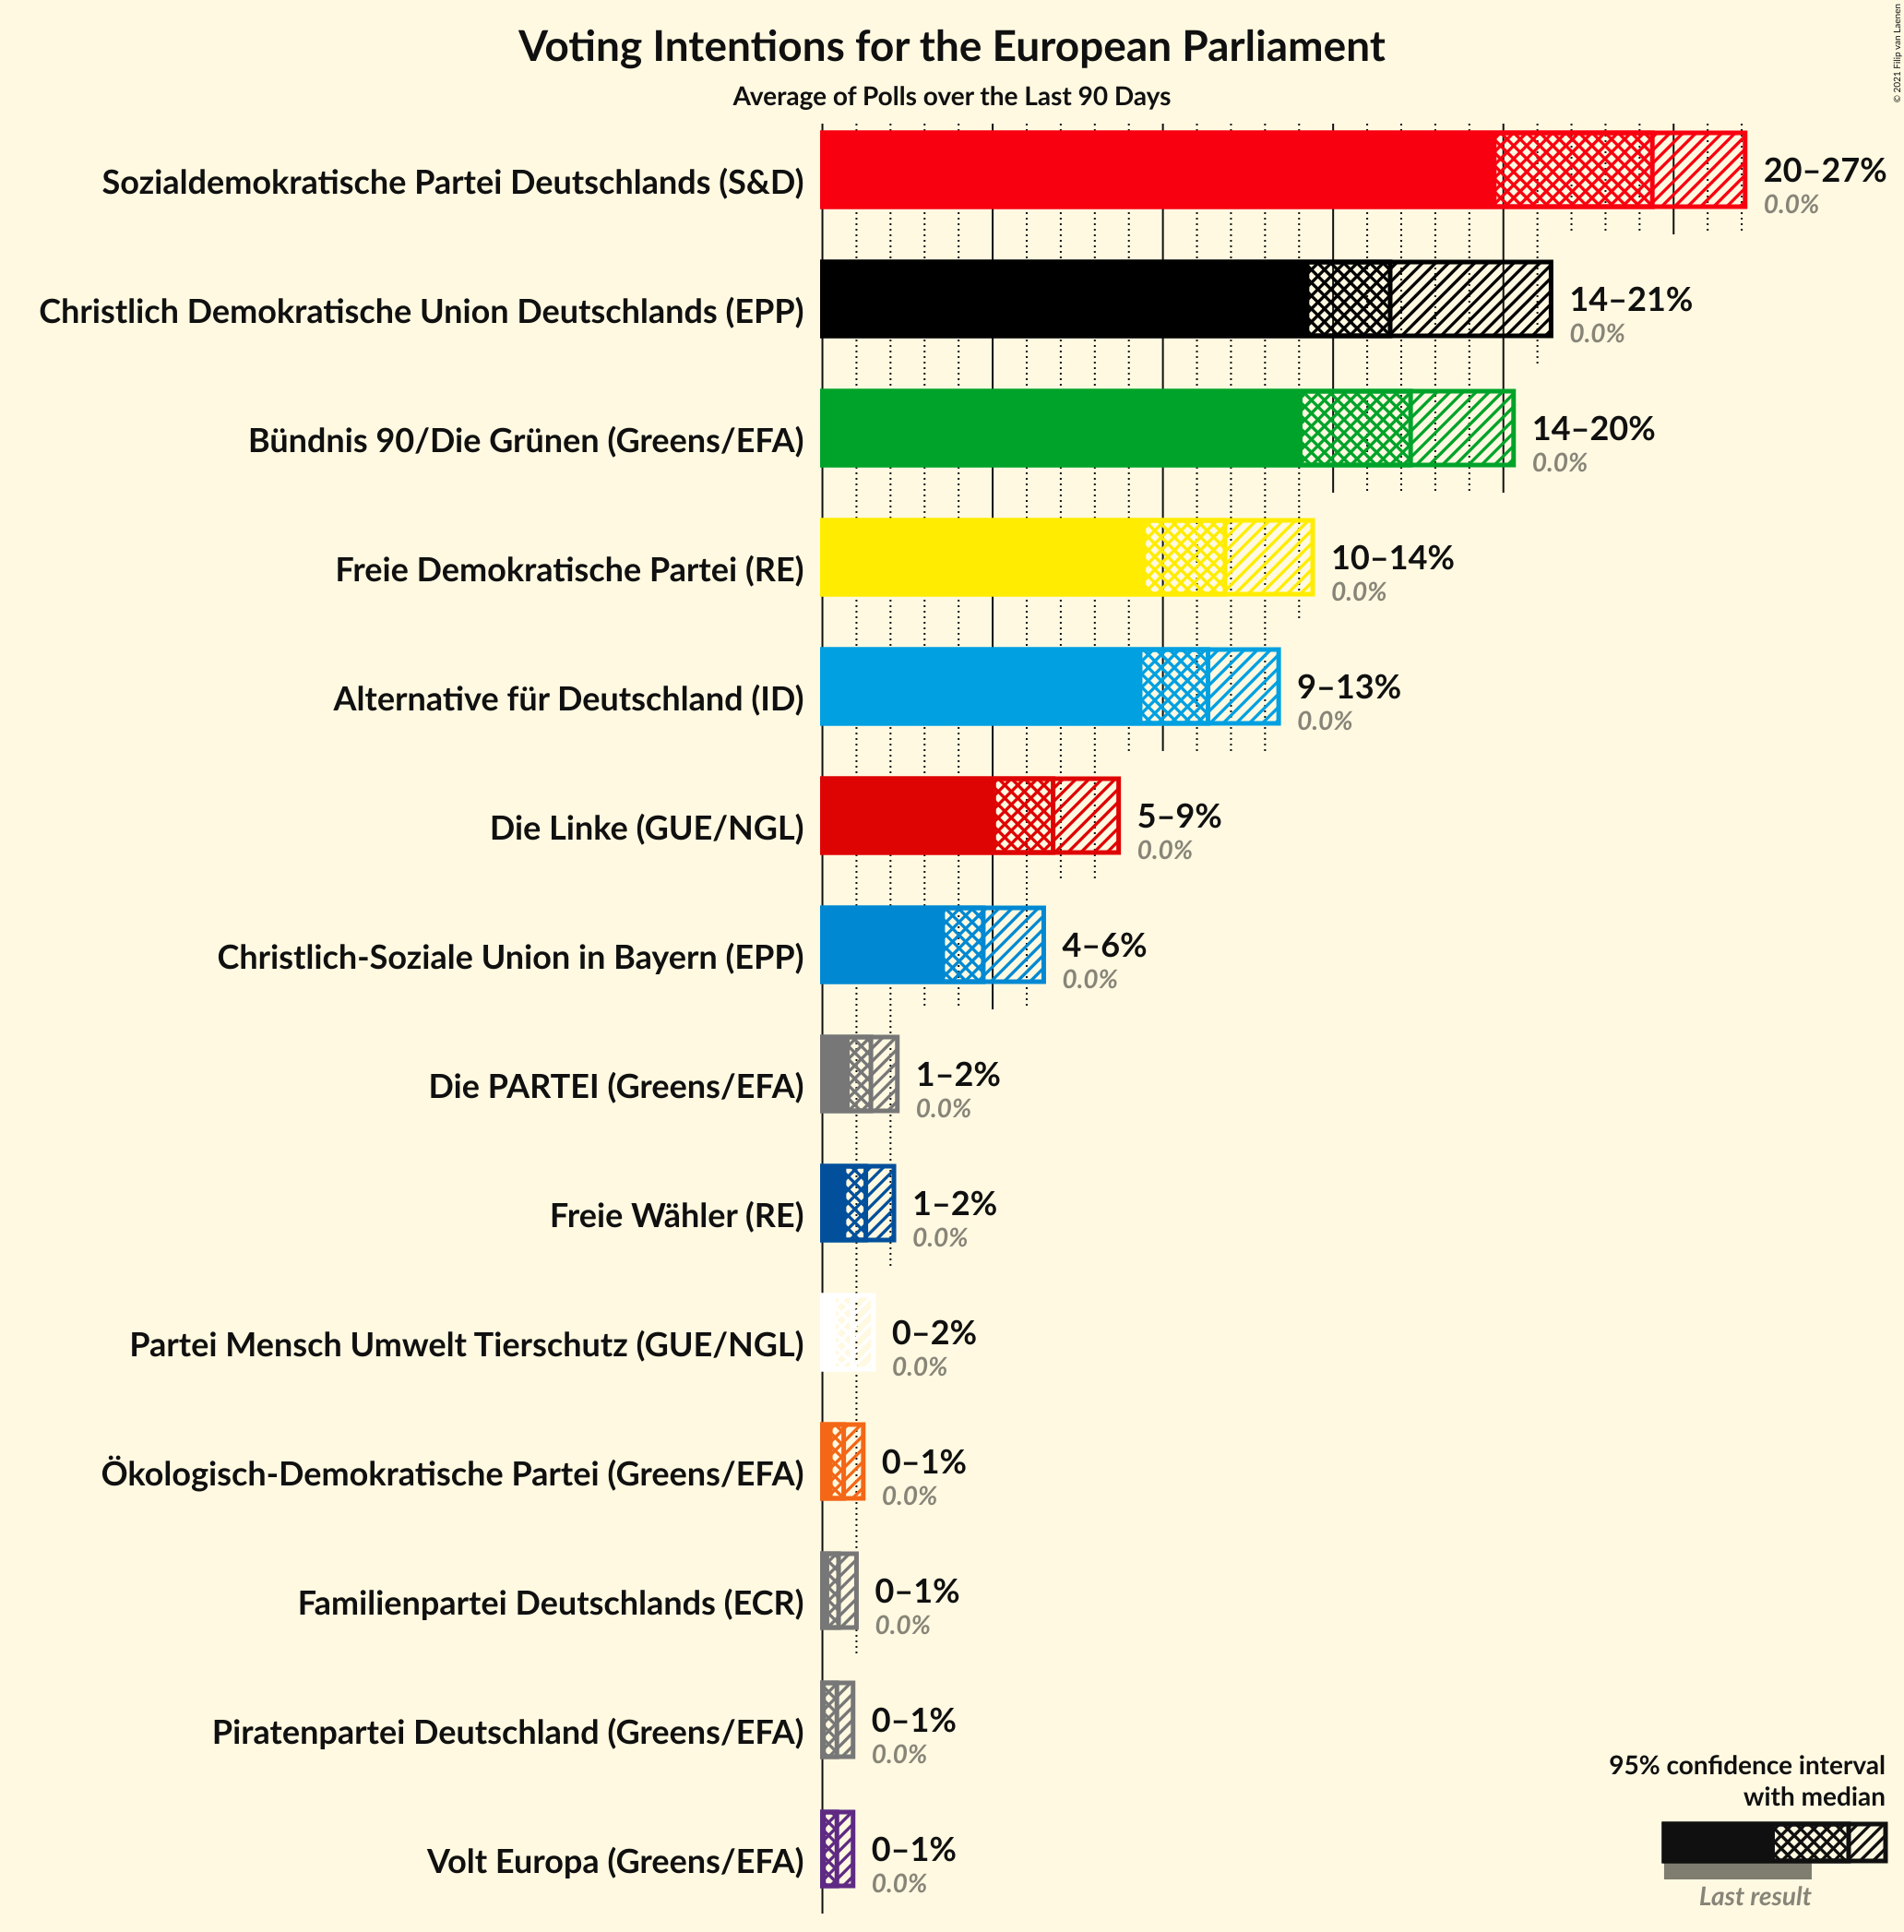 Voting Intentions for the European Parliament
Average of Polls over the Last 90 Days
© 2021 Filip van Laenen
Sozialdemokratische Partei Deutschlands (S&D)
20–27%
0.0%
Christlich Demokratische Union Deutschlands (EPP)
14–21%
0.0%
Bündnis 90/Die Grünen (Greens/EFA)
14–20%
0.0%
Freie Demokratische Partei (RE)
10–14%
0.0%
Alternative für Deutschland (ID)
9–13%
0.0%
Die Linke (GUE/NGL)
5–9%
0.0%
Christlich-Soziale Union in Bayern (EPP)
4–6%
0.0%
Die PARTEI (Greens/EFA)
1–2%
0.0%
Freie Wähler (RE)
1–2%
0.0%
Partei Mensch Umwelt Tierschutz (GUE/NGL)
0–2%
0.0%
Ökologisch-Demokratische Partei (Greens/EFA)
0–1%
0.0%
Familienpartei Deutschlands (ECR)
0–1%
0.0%
Piratenpartei Deutschland (Greens/EFA)
0–1%
0.0%
Volt Europa (Greens/EFA)
0–1%
0.0%
95% confidence interval
with median
Last result